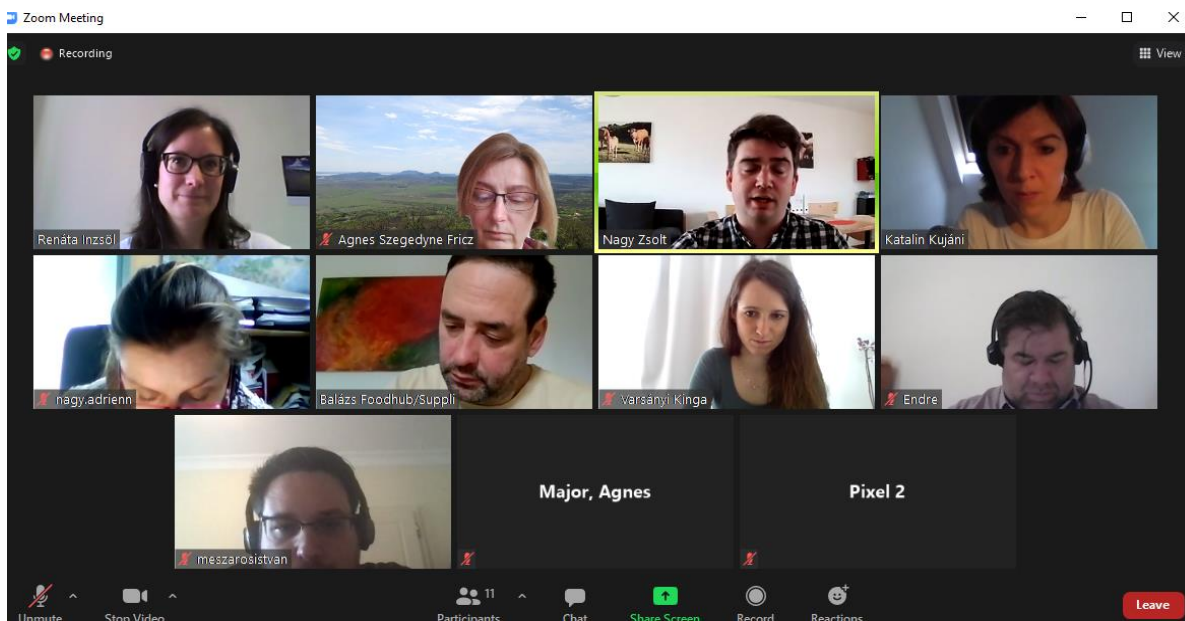 Zoom Meeting
Recording
View
Renáta Inzsöl
Agnes Szegedyne Fricz
Nagy Zsolt
Katalin Kujáni
nagy.adrienn
Balázs Foodhub/Suppli
Varsányi Kinga
Endre
meszarosistvan
Major, Agnes
Pixel 2
Unmute
Stop Video
11
Participants
Chat
Share Screen
Record
Reactions
Leave